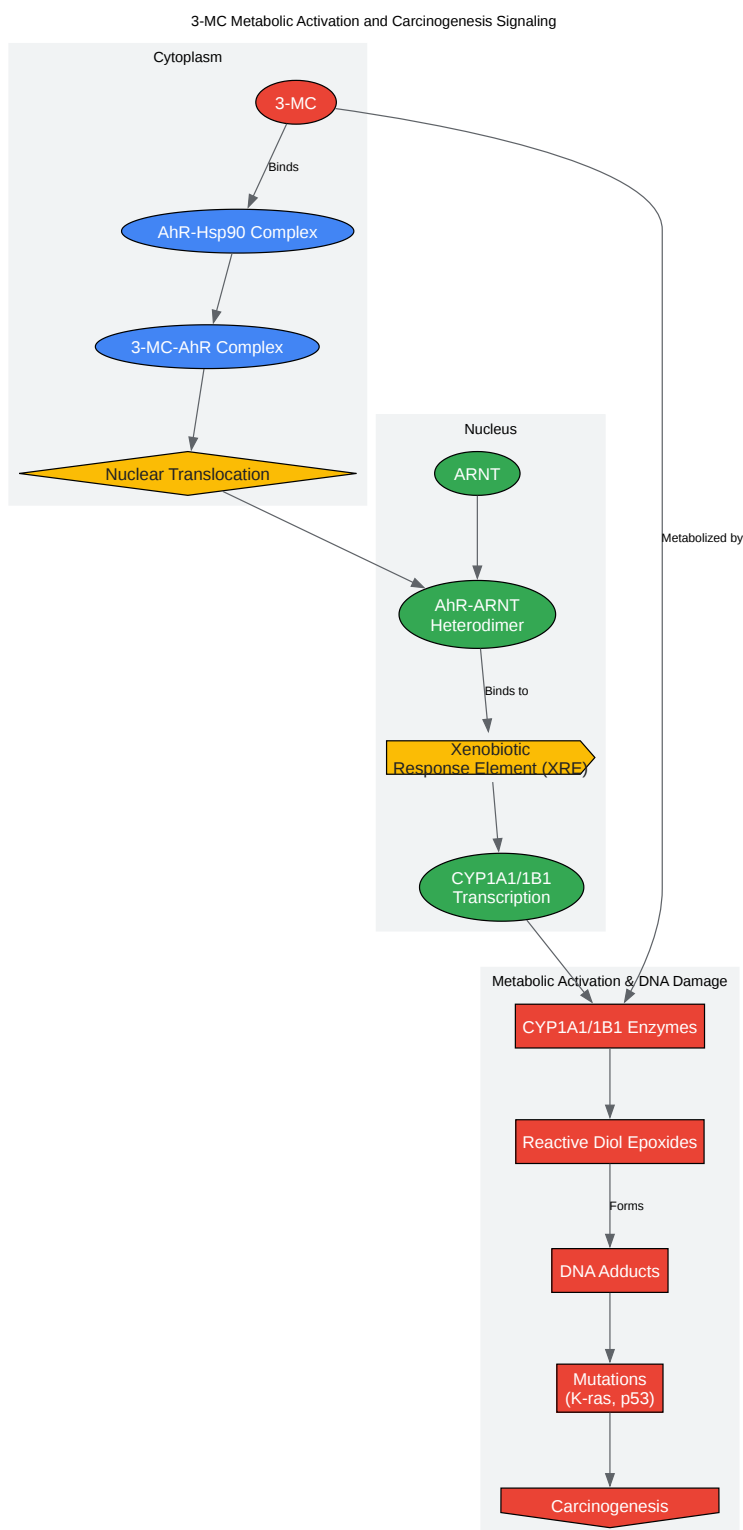 3-MC Metabolic Activation and Carcinogenesis Signaling
Cytoplasm
3-MC
Binds
AhR-Hsp90 Complex
3-MC-AhR Complex
Nuclear Translocation
Nucleus
ARNT
Metabolized by
AhR-ARNT
Heterodimer
Binds to
Xenobiotic
Response Element (XRE)
CYP1A1/1B1
Transcription
Metabolic Activation & DNA Damage
CYP1A1/1B1 Enzymes
Reactive Diol Epoxides
Forms
DNA Adducts
Mutations
(K-ras, p53)
Carcinogenesis